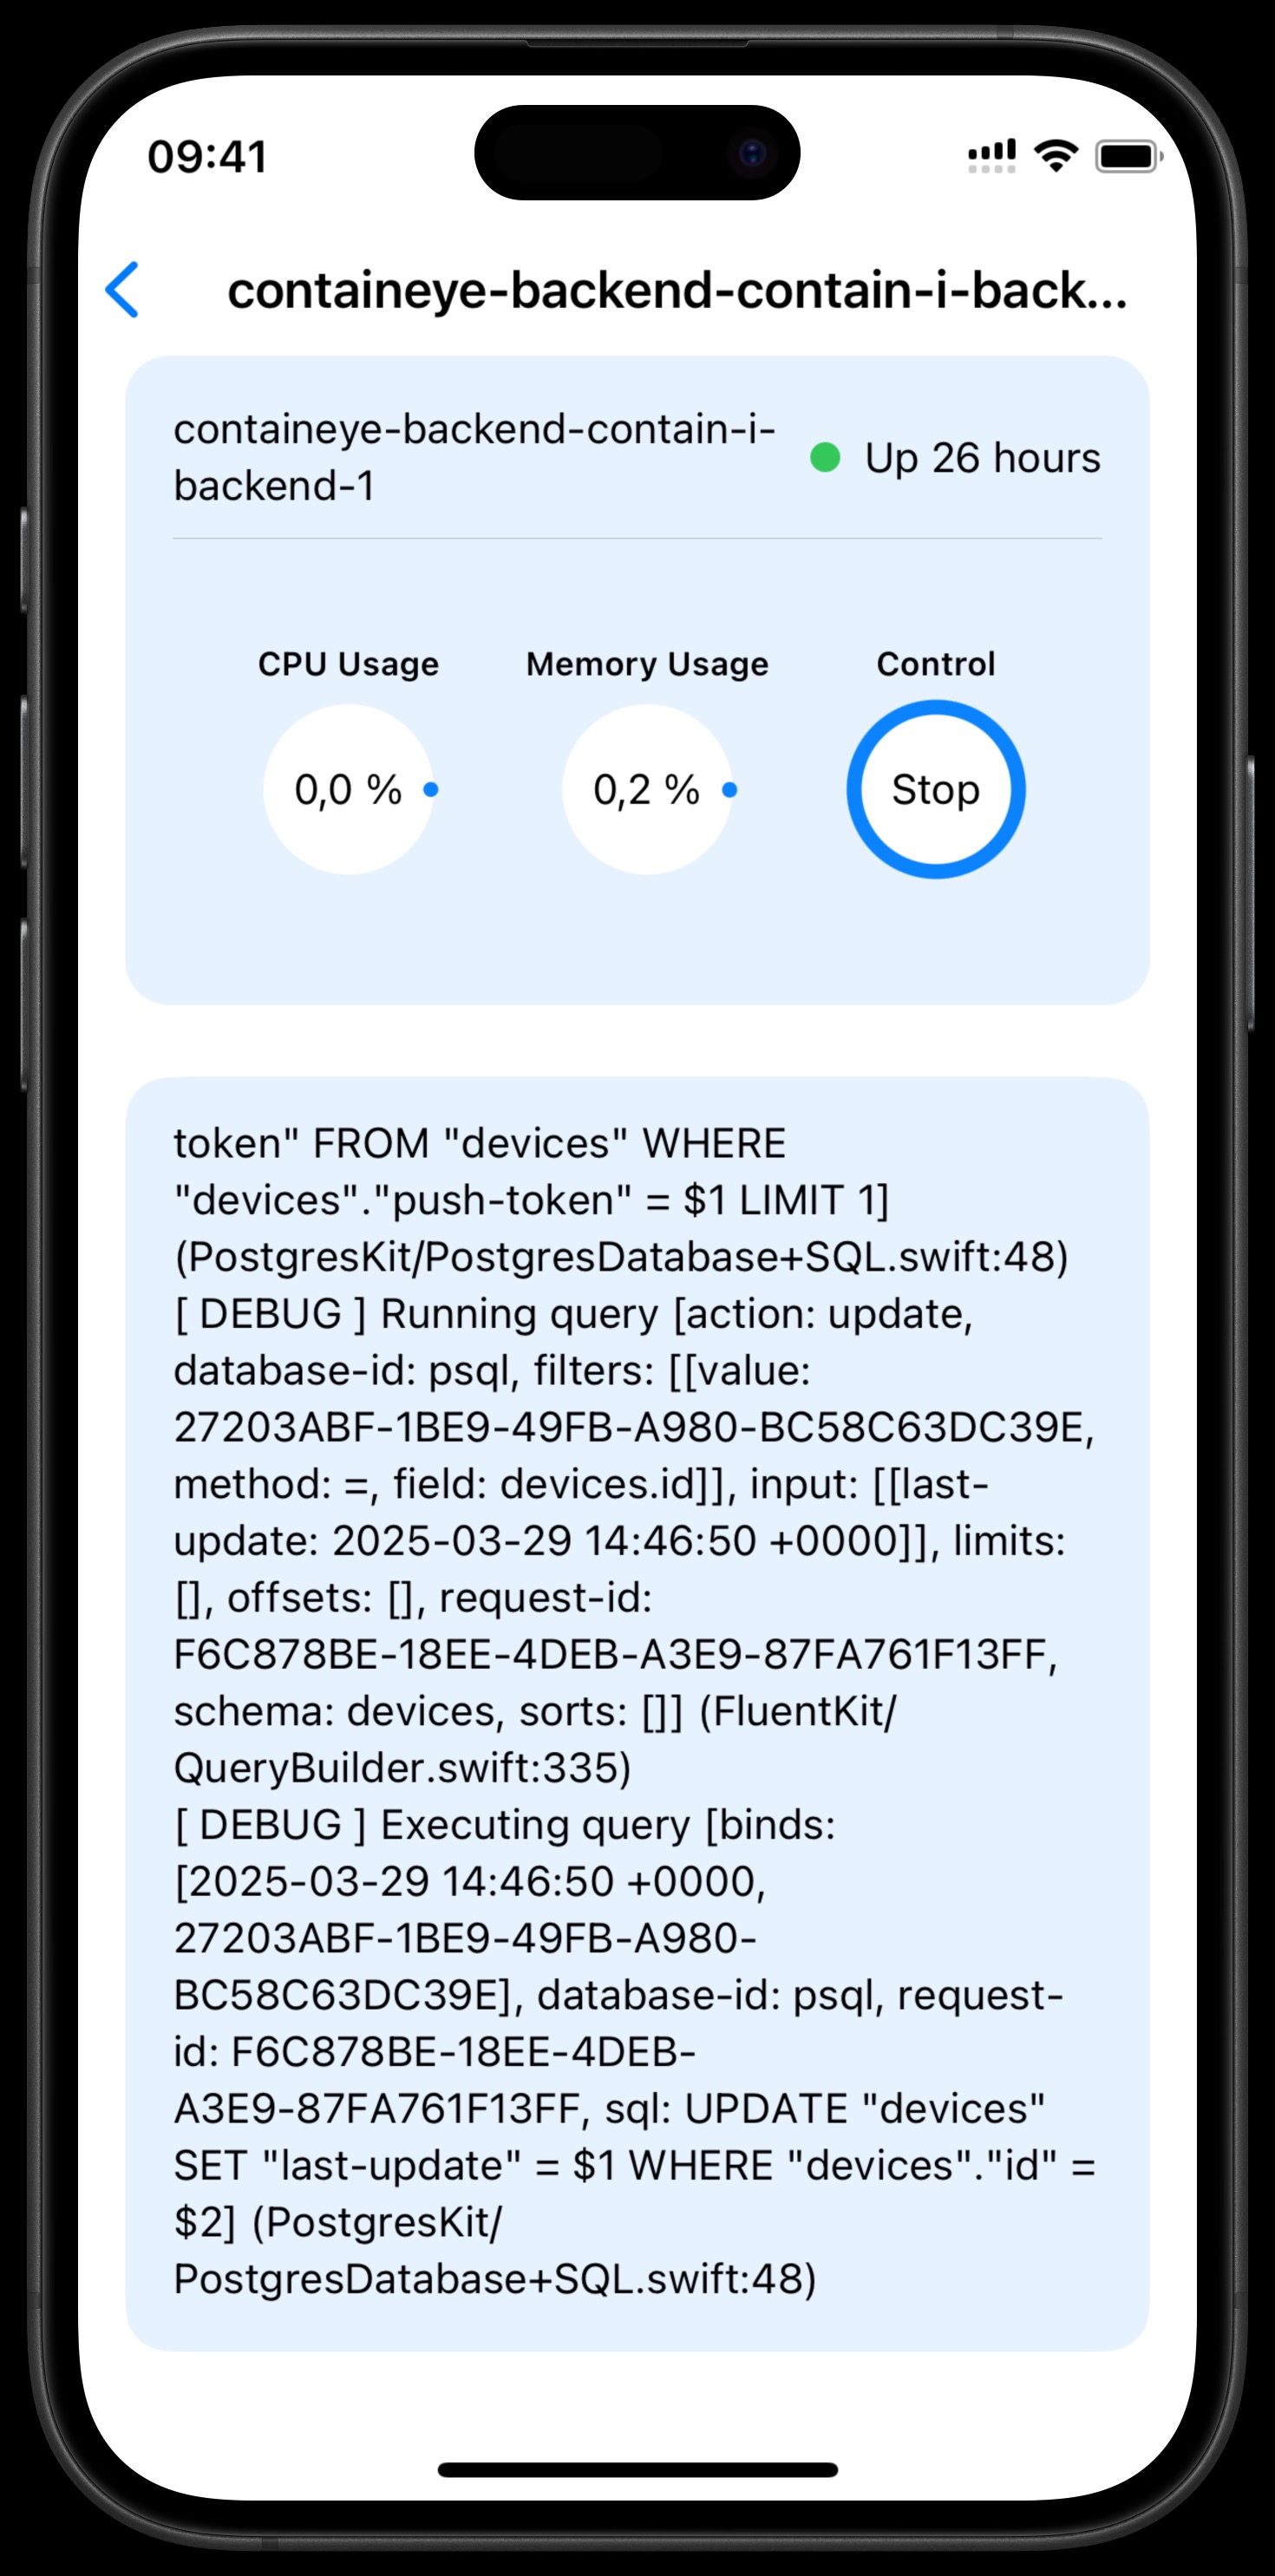 09:41
containeye-backend-contain-i-back...
containeye-backend-contain-i-
backend-1
Up 26 hours
CPU Usage
Memory Usage
Control
0,0 %
0,2 %
Stop
token" FROM "devices" WHERE
"devices"."push-token" = $1 LIMIT 1]
(PostgresKit/PostgresDatabase+SQL.swift:48)
[ DEBUG ] Running query [action: update,
database-id: psql, filters: [[value:
27203ABF-1BE9-49FB-A980-BC58C63DC39E,
method: =, field: devices.id]], input: [[last-
update: 2025-03-29 14:46:50 +0000]], limits:
[], offsets: [], request-id:
F6C878BE-18EE-4DEB-A3E9-87FA761F13FF,
schema: devices, sorts: []] (FluentKit/
QueryBuilder.swift:335)
[ DEBUG ] Executing query [binds:
[2025-03-29 14:46:50 +0000,
27203ABF-1BE9-49FB-A980-
BC58C63DC39E], database-id: psql, request-
id: F6C878BE-18EE-4DEB-
A3E9-87FA761F13FF, sql: UPDATE "devices"
SET "last-update" = $1 WHERE "devices"."id" =
$2] (PostgresKit/
PostgresDatabase+SQL.swift:48)